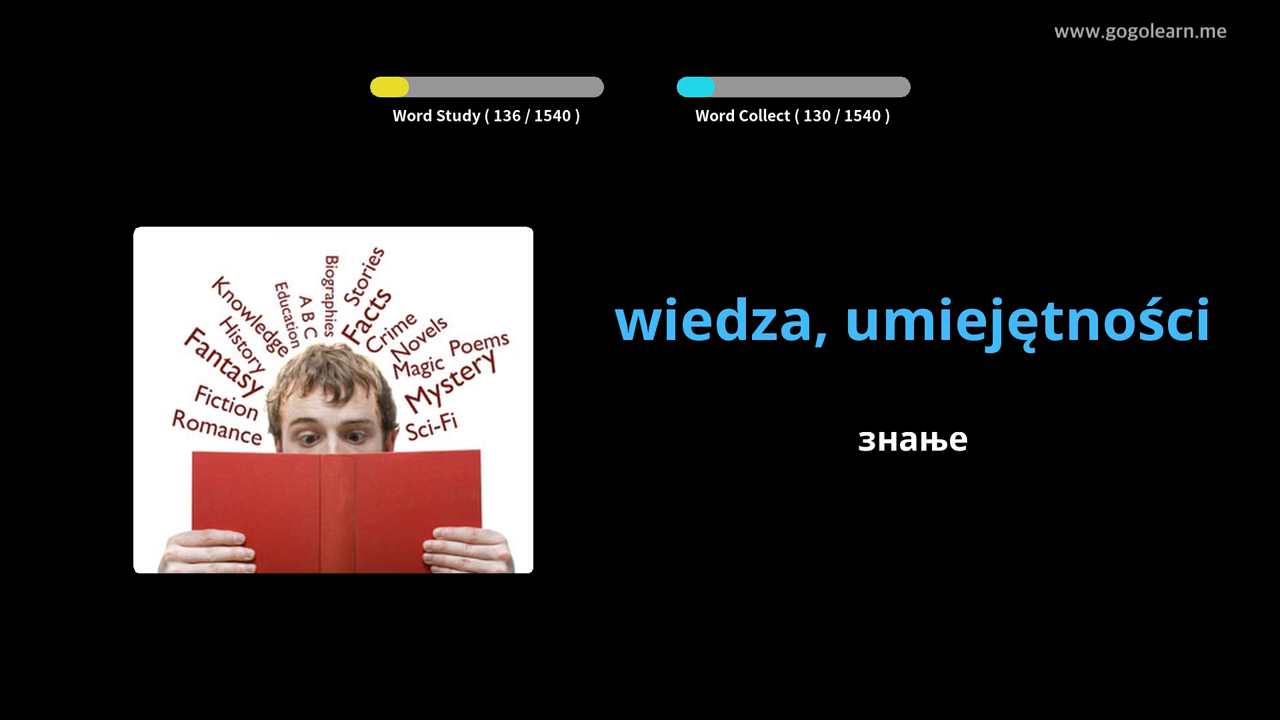 www.gogolearn.me
Word Study ( 136 / 1540 )
Word Collect ( 130 / 1540 )
Stories
Biographies
Facts
A B C
Education
Knowledge
Crime
History
Novels
Poems
Fantasy
Magic
Mystery
Fiction
Romance
Sci-Fi
wiedza, umiejętności
знање